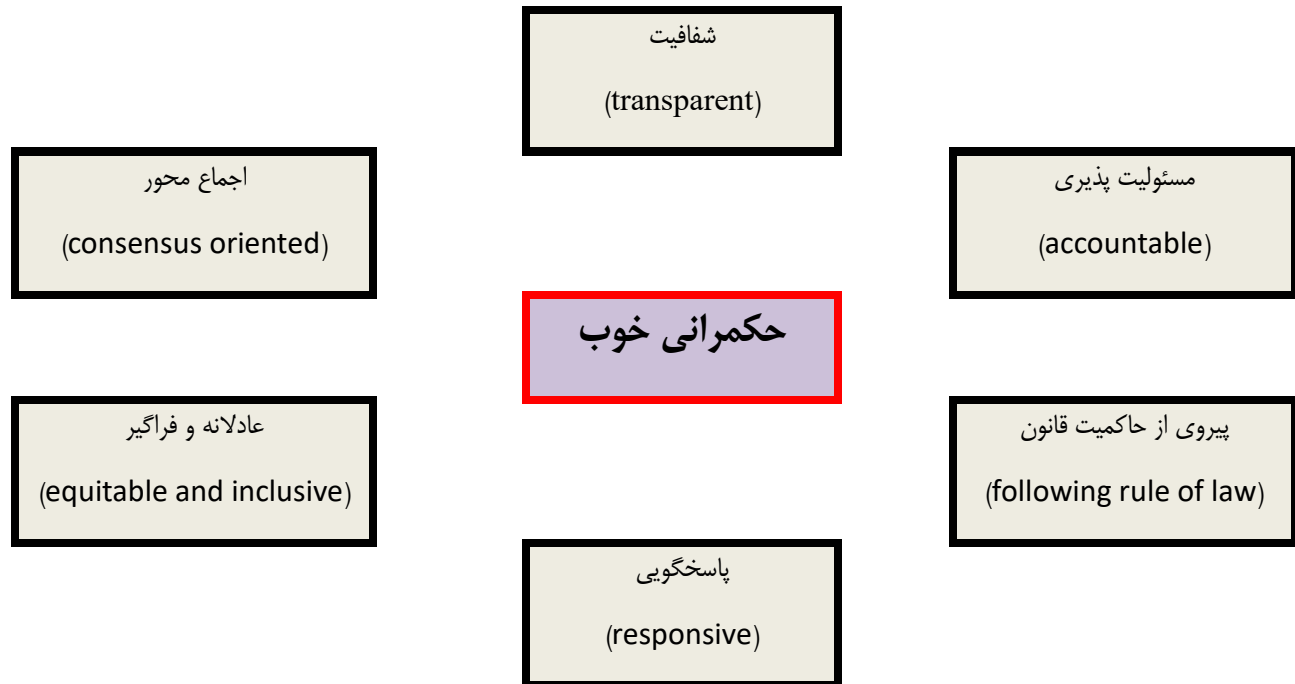 شفافیت
(transparent)
مسئولیت پذیری
(accountable)
اجماع محور
(consensus oriented)
حکمرانی خوب
پیروی از حاکمیت قانون
(following rule of law)
عادلانه و فراگیر
(equitable and inclusive)
پاسخگویی
(responsive)